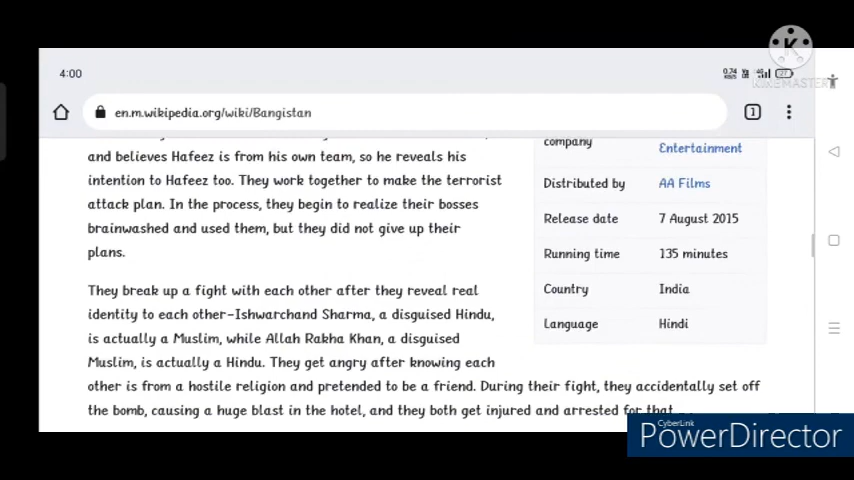 4:00
0.74
KB/S
27
KINEMASTER
en.m.wikipedia.org/wiki/Bangistan
1
and believes Hafeez is from his own team, so he reveals his
intention to Hafeez too. They work together to make the terrorist
attack plan. In the process, they begin to realize their bosses
brainwashed and used them, but they did not give up their
plans.
They break up a fight with each other after they reveal real
identity to each other-Ishwarchand Sharma, a disguised Hindu,
is actually a Muslim, while Allah Rakha Khan, a disguised
Muslim, is actually a Hindu. They get angry after knowing each
other is from a hostile religion and pretended to be a friend. During their fight, they accidentally set off
the bomb, causing a huge blast in the hotel, and they both get injured and arrested for that
company
Entertainment
Distributed by AA Films
Release date 7 August 2015
Running time 135 minutes
Country India
Language Hindi
CyberLink
PowerDirector